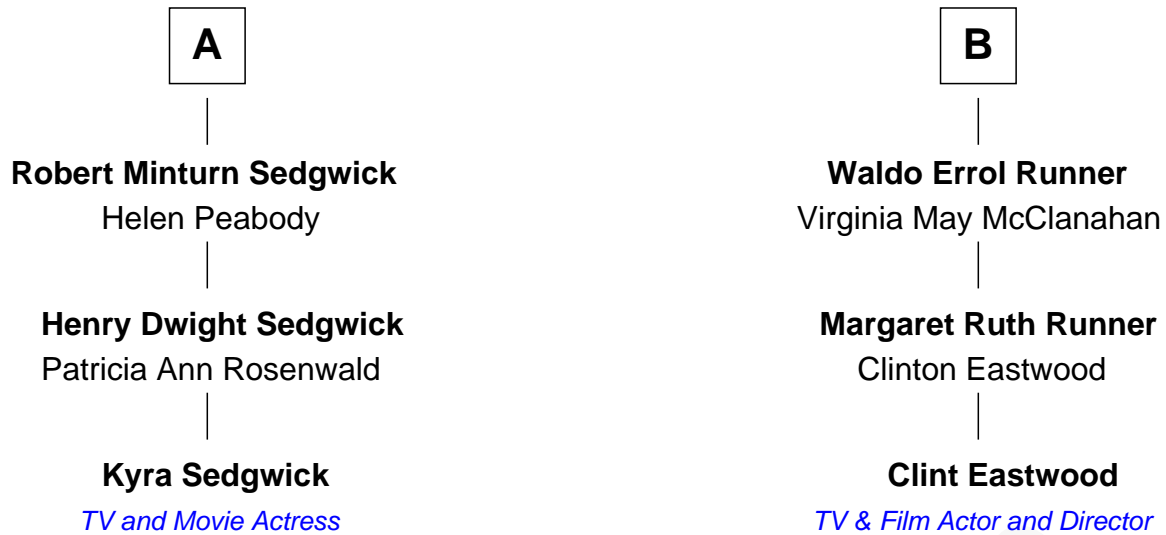 A
Robert Minturn Sedgwick
Helen Peabody
Henry Dwight Sedgwick
Patricia Ann Rosenwald
Kyra Sedgwick
TV and Movie Actress
B
Waldo Errol Runner
Virginia May McClanahan
Margaret Ruth Runner
Clinton Eastwood
Clint Eastwood
TV & Film Actor and Director